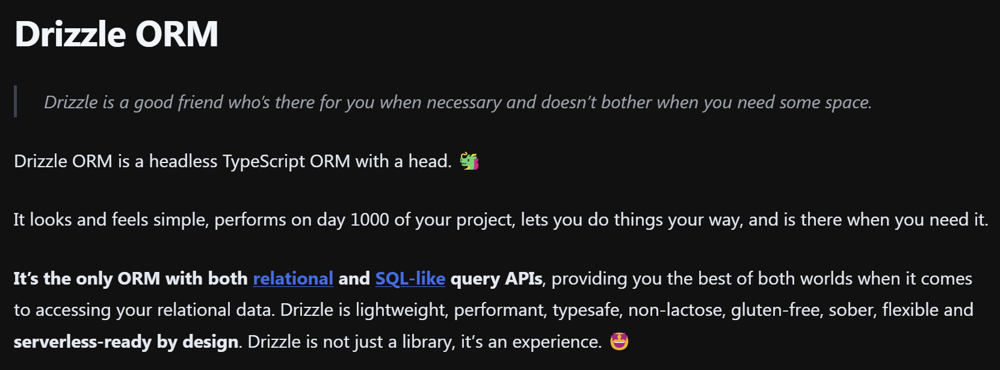 Drizzle ORM
Drizzle is a good friend who’s there for you when necessary and doesn’t bother when you need some space.
Drizzle ORM is a headless TypeScript ORM with a head. 🐲
It looks and feels simple, performs on day 1000 of your project, lets you do things your way, and is there when you need it.
It’s the only ORM with both relational and SQL-like query APIs, providing you the best of both worlds when it comes
to accessing your relational data. Drizzle is lightweight, performant, typesafe, non-lactose, gluten-free, sober, flexible and
serverless-ready by design. Drizzle is not just a library, it’s an experience. 🤩